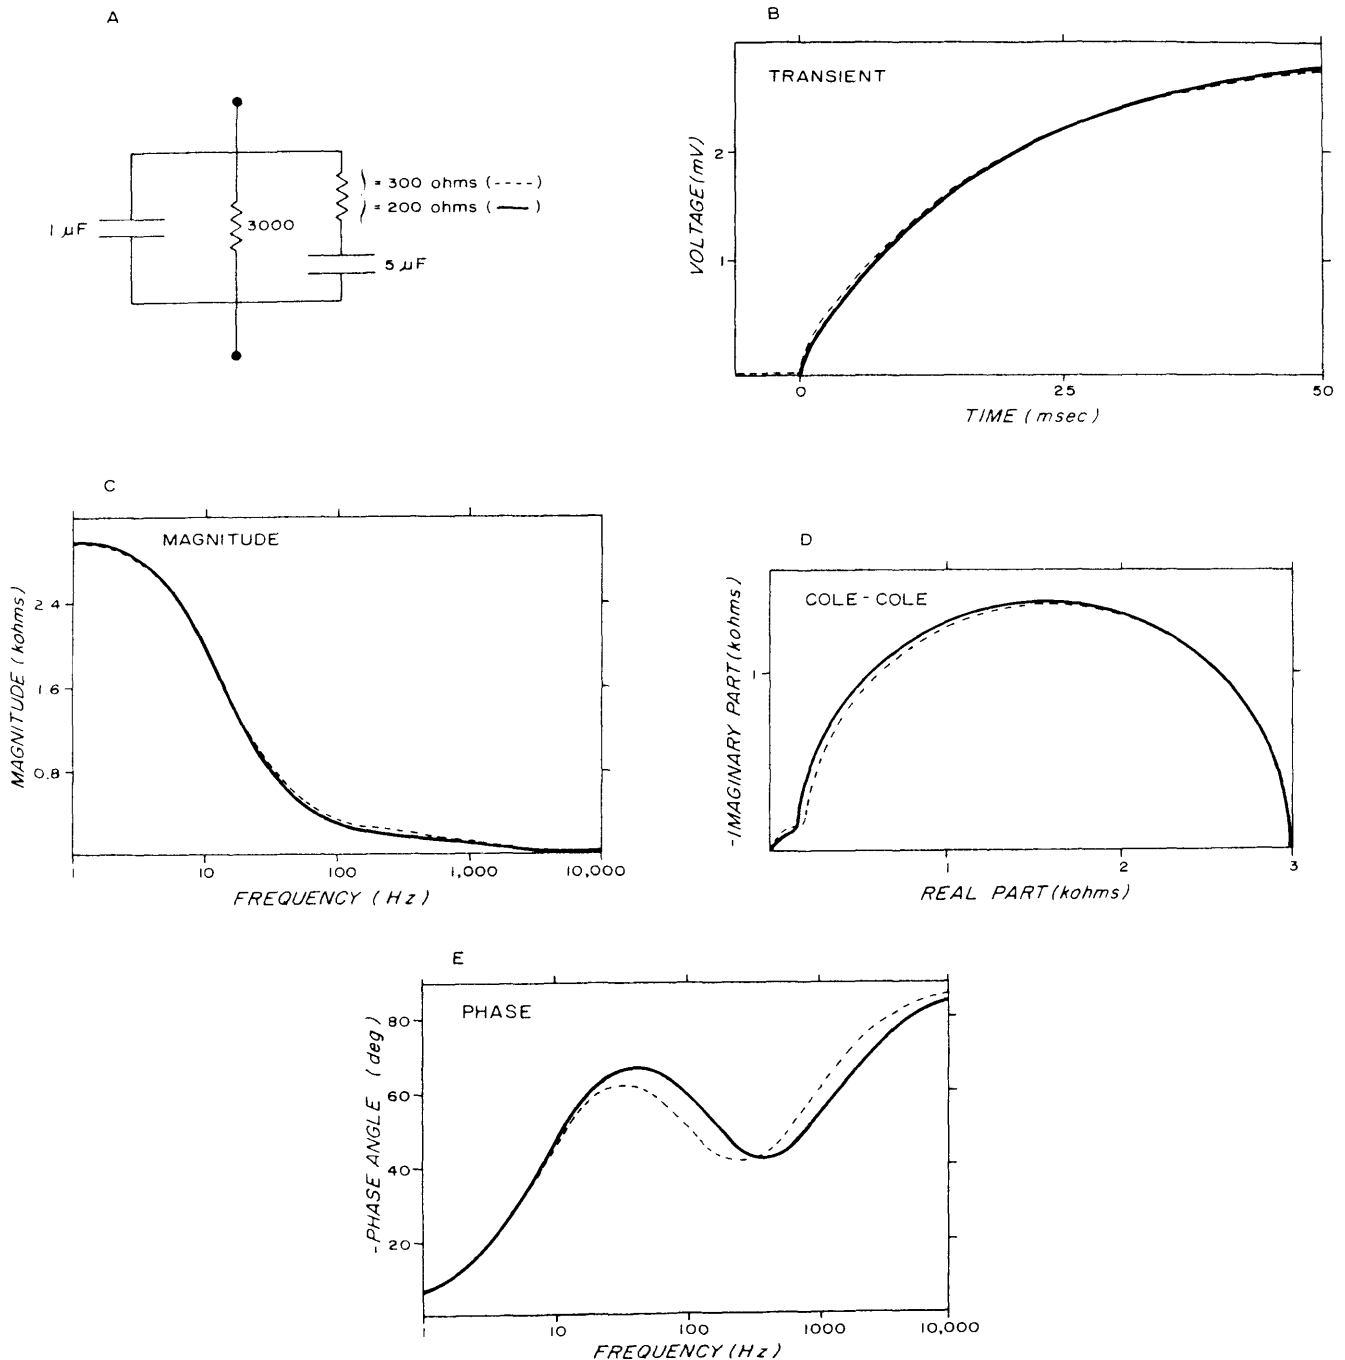 A
1 µF
3000
= 300 ohms (----)
= 200 ohms (—)
5 µF
B
TRANSIENT
VOLTAGE(mV)
2
1
0
25
50
TIME (msec)
C
MAGNITUDE
MAGNITUDE (kohms)
2.4
1.6
0.8
1
10
100
1,000
10,000
FREQUENCY (Hz)
D
COLE-COLE
-IMAGINARY PART(kohms)
1
1
2
3
REAL PART(kohms)
E
PHASE
-PHASE ANGLE (deg)
80
60
40
20
1
10
100
1000
10,000
FREQUENCY(Hz)